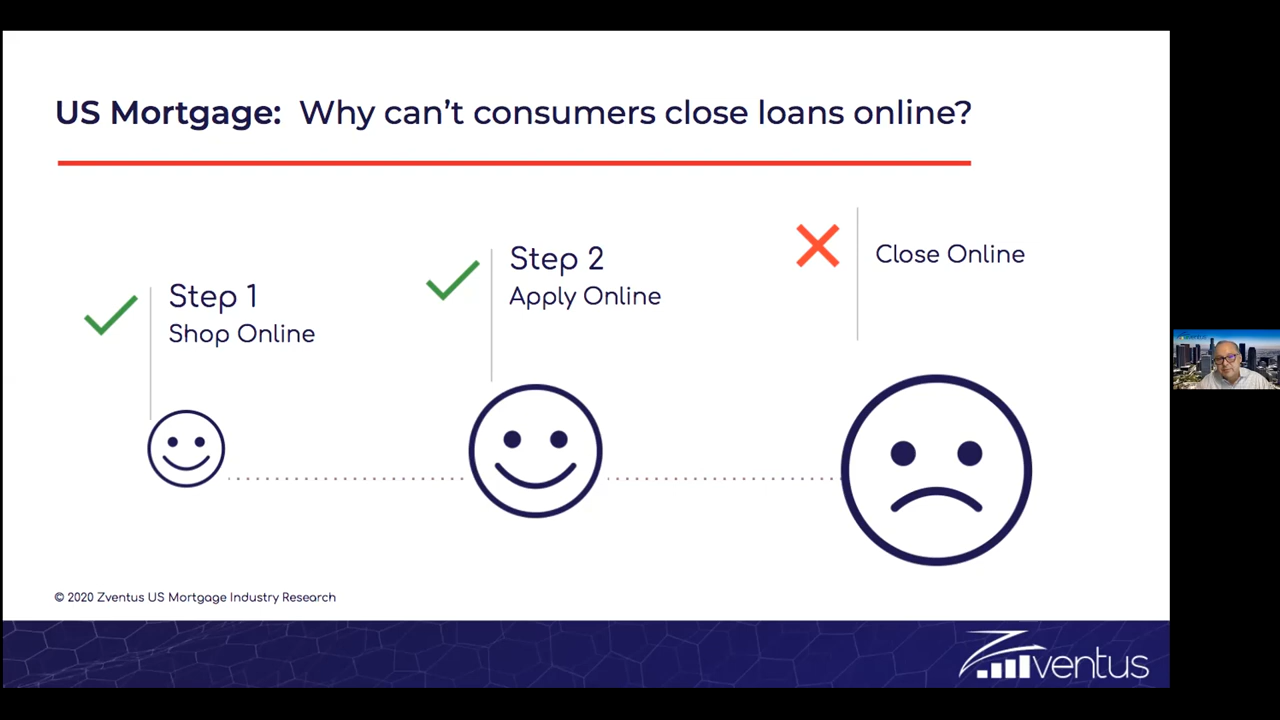 US Mortgage: Why can't consumers close loans online?
Step 1
Shop Online
Step 2
Apply Online
Close Online
© 2020 Zventus US Mortgage Industry Research
Zventus